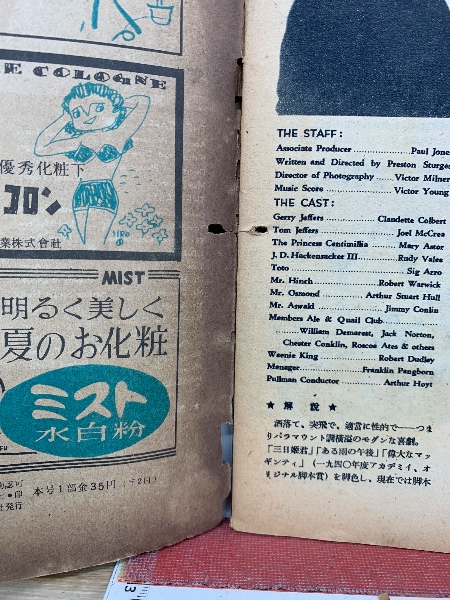 E COLOGNE
優秀化粧下
コロン
業株式會社
MIST
明るく美しく
夏のお化粧
ミスト
水白粉
本号1部金35円(〒2円)
THE STAFF:
Associate Producer Paul Jone
Written and Directed by Preston Sturges
Director of Photography Victor Milner
Music Score Victor Young
THE CAST:
Gerry Jeffers Claudette Colbert
Tom Jeffers Joel McCrea
The Princess Centimillia Mary Astor
J. D. Hackensacker III Rudy Valee
Toto Sig Arro
Mr. Hinch Robert Warwick
Mr. Osmond Arthur Stuart Hull
Mr. Aswald Jimmy Conlin
Members Ale & Quail Club
William Demarest, Jack Norton,
Chester Conklin, Roscoe Ates & others
Weenie King Robert Dudley
Manager Franklin Pangborn
Pullman Conductor Arthur Hoyt
★解說★
洒落て、突飛で、適當に性的で——つま
りパラマウント調横溢のモダンな喜劇。
「三日姫君」「ある雨の午後」「偉大なマッ
ギンティ」(一九四〇年度アカデミイ、オ
リジナル脚本賞)を脚色し、現在では脚本